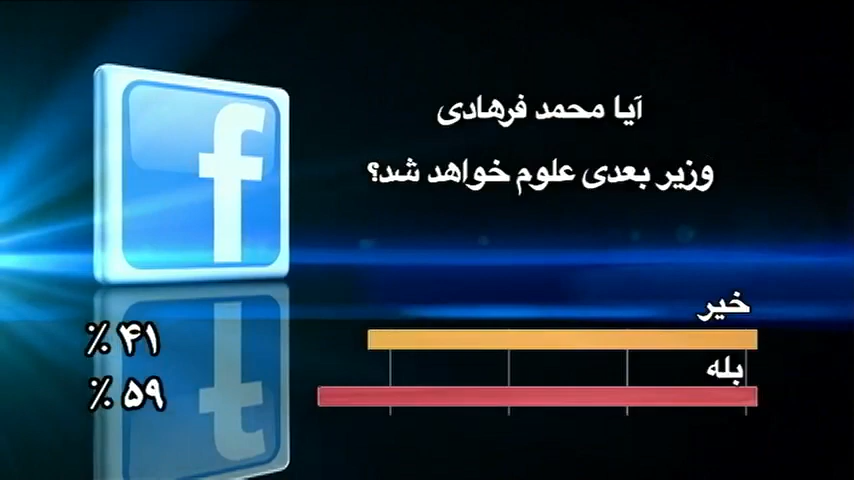 آیا محمد فرهادی
وزیر بعدی علوم خواهد شد؟
خیر
٪ ۴۱
بله
٪ ۵۹
f